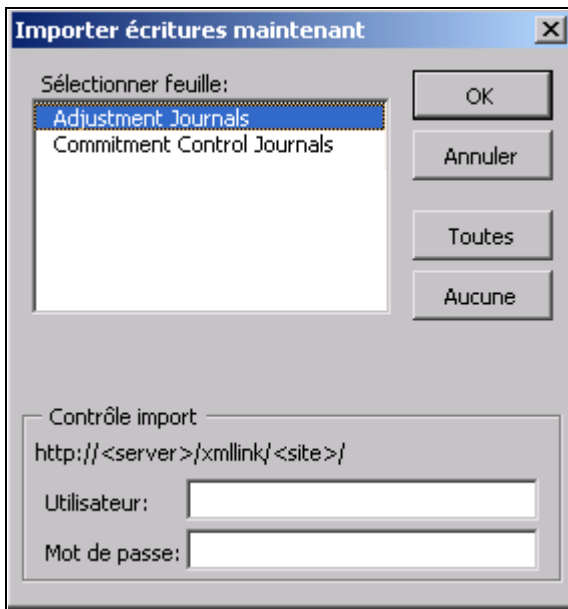 Importer écritures maintenant
Sélectionner feuille:
Adjustment Journals
Commitment Control Journals
OK
Annuler
Toutes
Aucune
Contrôle import
http://<server>/xmllink/<site>/
Utilisateur:
Mot de passe: